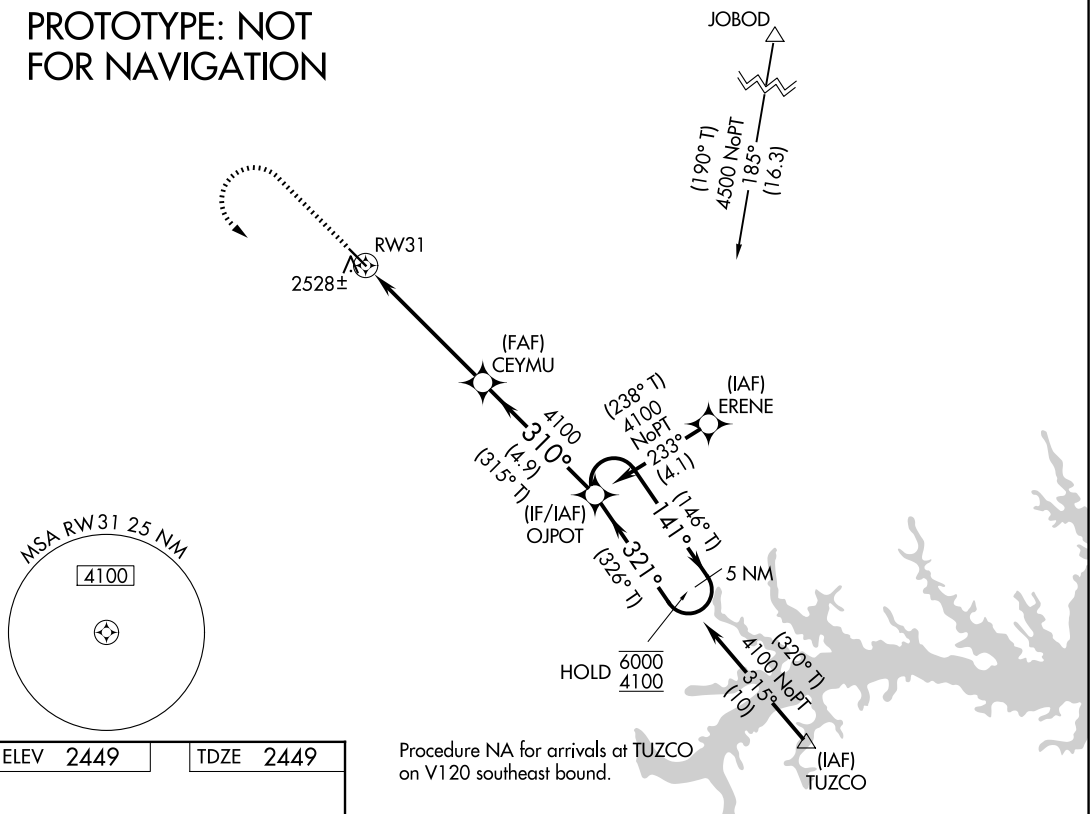 PROTOTYPE: NOT
FOR NAVIGATION
JOBOD
(190° T)
4500 NoPT
185°
(16.3)
RW31
2528±
(FAF)
CEYMU
(IAF)
ERENE
(238° T)
4100
NoPT
233°
(4.1)
4100
310°
(4.9)
(315° T)
(IF/IAF)
OJPOT
(146° T)
141°
321°
(326° T)
5 NM
HOLD
6000
4100
(320° T)
4100 NoPT
315°
(10)
(IAF)
TUZCO
MSA RW31 25 NM
4100
ELEV 2449
TDZE 2449
Procedure NA for arrivals at TUZCO
on V120 southeast bound.